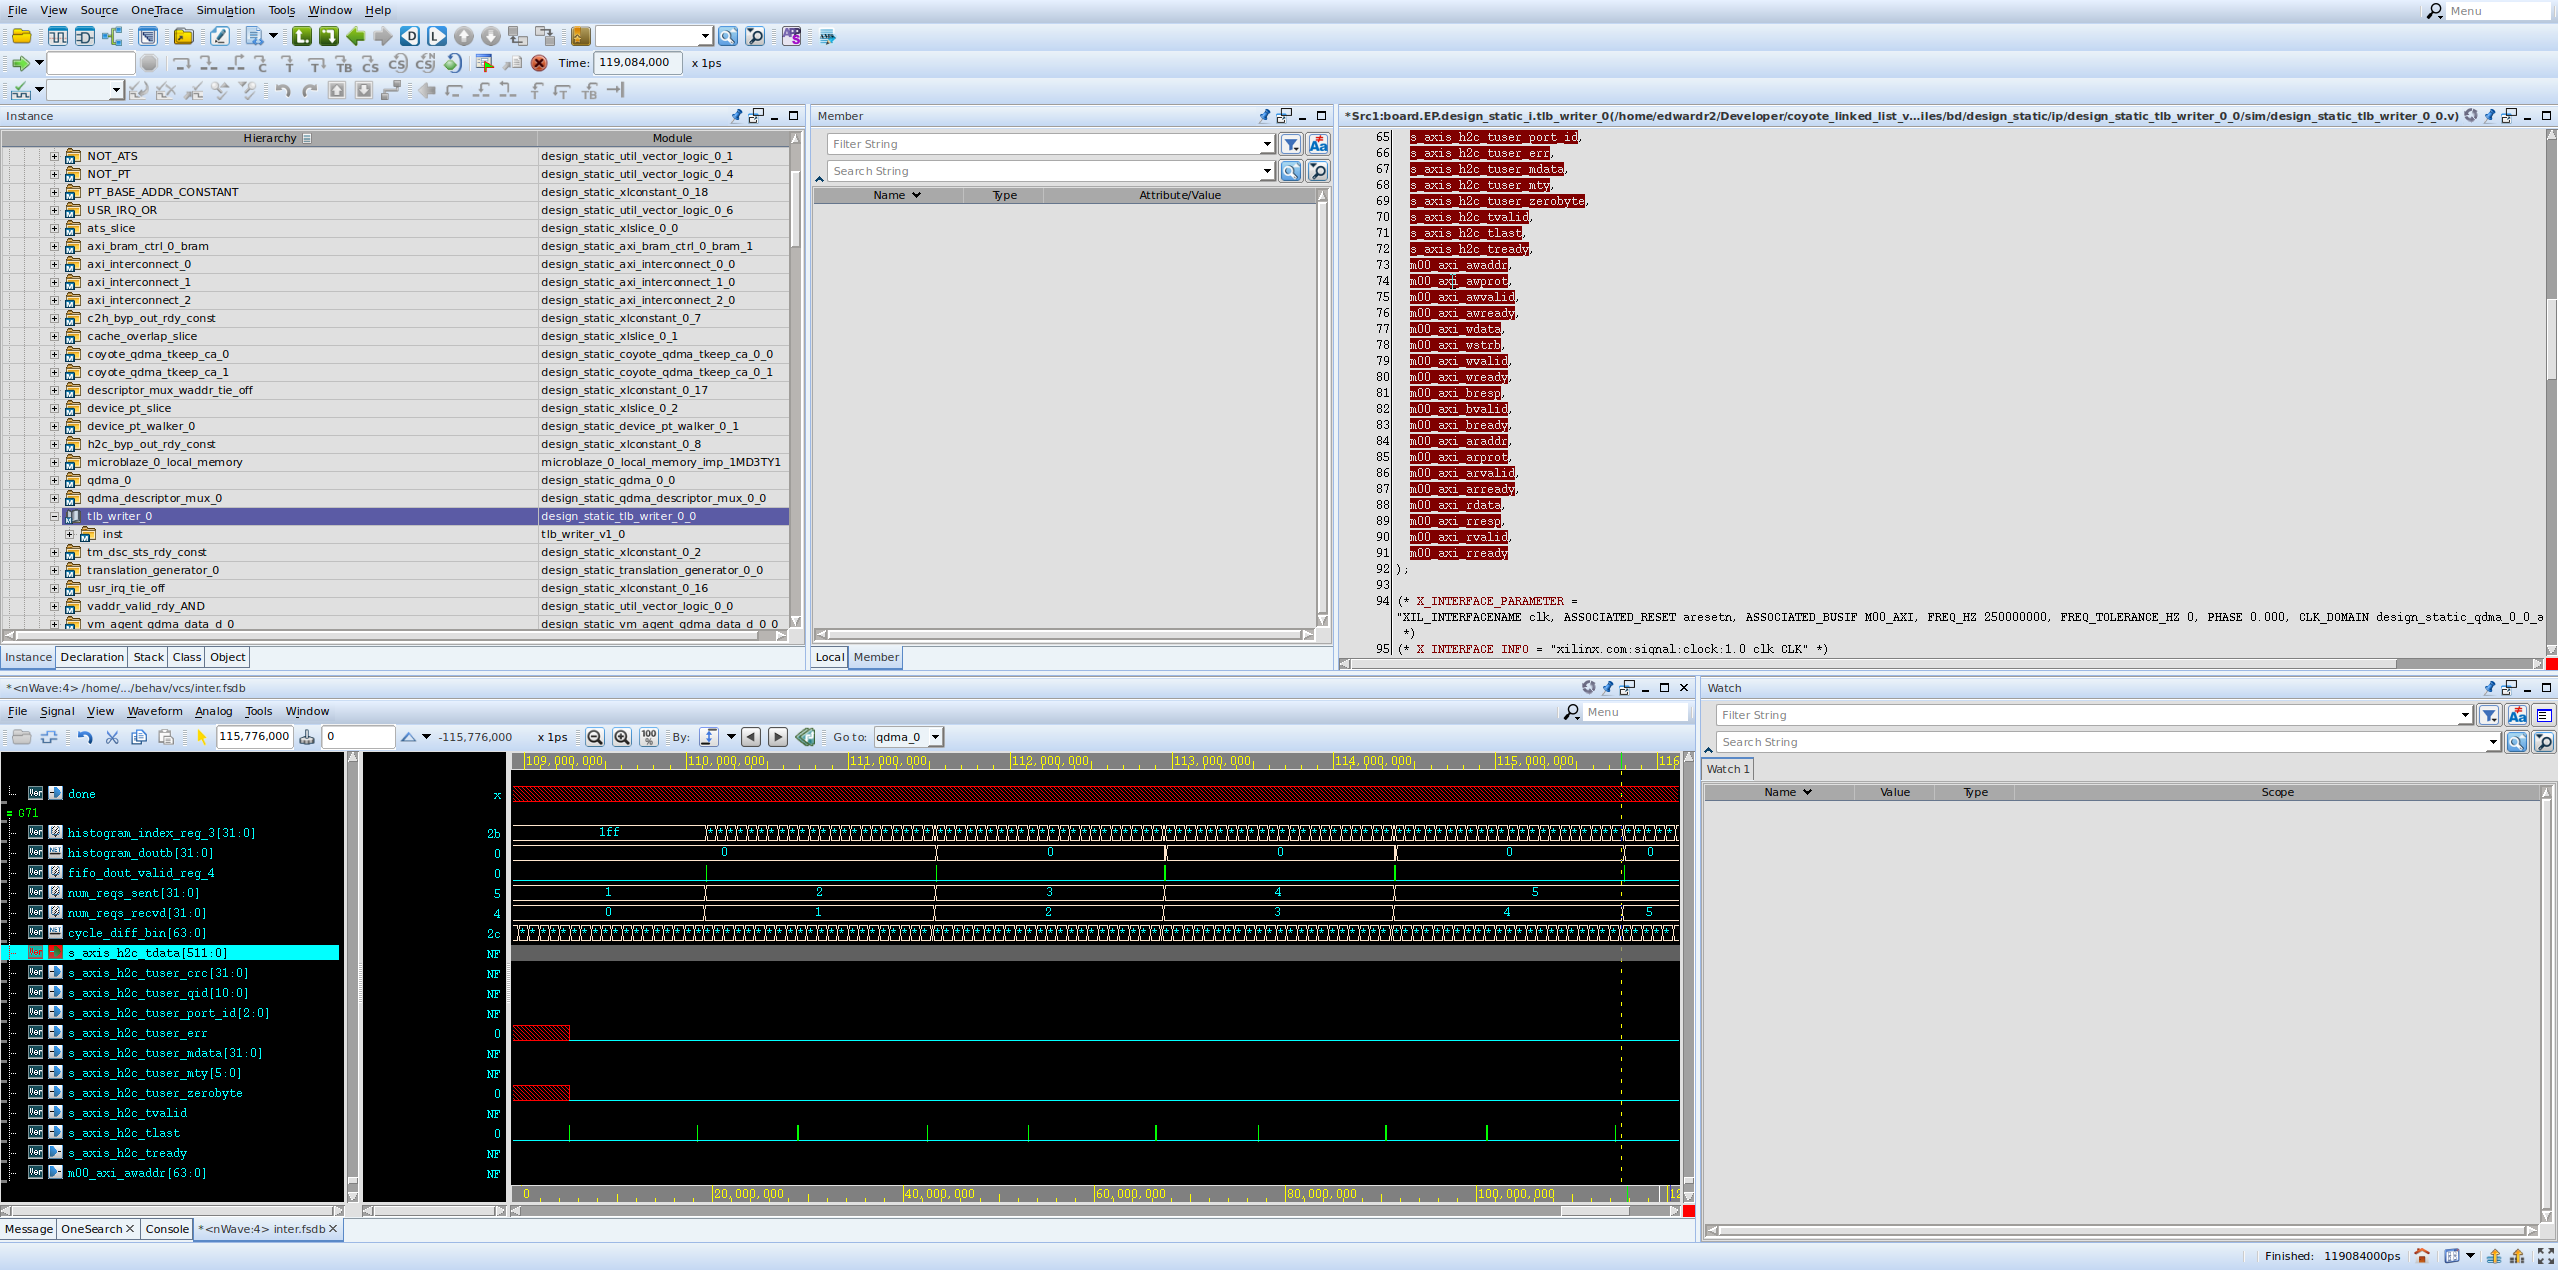 File View Source OneTrace Simulation Tools Window Help
Menu
Time: 119,084,000 x 1ps
Instance
Hierarchy Module
NOT_ATS design_static_util_vector_logic_0_1
NOT_PT design_static_util_vector_logic_0_4
PT_BASE_ADDR_CONSTANT design_static_xlconstant_0_18
USR_IRQ_OR design_static_util_vector_logic_0_6
ats_slice design_static_xlslice_0_0
axi_bram_ctrl_0_bram design_static_axi_bram_ctrl_0_bram_1
axi_interconnect_0 design_static_axi_interconnect_0_0
axi_interconnect_1 design_static_axi_interconnect_1_0
axi_interconnect_2 design_static_axi_interconnect_2_0
c2h_byp_out_rdy_const design_static_xlconstant_0_7
cache_overlap_slice design_static_xlslice_0_1
coyote_qdma_tkeep_ca_0 design_static_coyote_qdma_tkeep_ca_0_0
coyote_qdma_tkeep_ca_1 design_static_coyote_qdma_tkeep_ca_0_1
descriptor_mux_waddr_tie_off design_static_xlconstant_0_17
device_pt_slice design_static_xlslice_0_2
device_pt_walker_0 design_static_device_pt_walker_0_1
h2c_byp_out_rdy_const design_static_xlconstant_0_8
microblaze_0_local_memory microblaze_0_local_memory_imp_1MD3TY1
qdma_0 design_static_qdma_0_0
qdma_descriptor_mux_0 design_static_qdma_descriptor_mux_0_0
tlb_writer_0 design_static_tlb_writer_0_0
inst tlb_writer_v1_0
tm_dsc_sts_rdy_const design_static_xlconstant_0_2
translation_generator_0 design_static_translation_generator_0_0
usr_irq_tie_off design_static_xlconstant_0_16
vaddr_valid_rdy_AND design_static_util_vector_logic_0_0
vm_agent_qdma_data_d_0 design_static_vm_agent_qdma_data_d_0_0
Instance Declaration Stack Class Object
Member
Filter String
Search String
Name Type Attribute/Value
Local Member
*Src1:board.EP.design_static_i.tlb_writer_0(/home/edwardr2/Developer/coyote_linked_list_v...iles/bd/design_static/ip/design_static_tlb_writer_0_0/sim/design_static_tlb_writer_0_0.v)
65 s_axis_h2c_tuser_port_id,
66 s_axis_h2c_tuser_err,
67 s_axis_h2c_tuser_mdata,
68 s_axis_h2c_tuser_mty,
69 s_axis_h2c_tuser_zerobyte,
70 s_axis_h2c_tvalid,
71 s_axis_h2c_tlast,
72 s_axis_h2c_tready,
73 m00_axi_awaddr,
74 m00_axi_awprot,
75 m00_axi_awvalid,
76 m00_axi_awready,
77 m00_axi_wdata,
78 m00_axi_wstrb,
79 m00_axi_wvalid,
80 m00_axi_wready,
81 m00_axi_bresp,
82 m00_axi_bvalid,
83 m00_axi_bready,
84 m00_axi_araddr,
85 m00_axi_arprot,
86 m00_axi_arvalid,
87 m00_axi_arready,
88 m00_axi_rdata,
89 m00_axi_rresp,
90 m00_axi_rvalid,
91 m00_axi_rready
92 );
93
94 (* X_INTERFACE_PARAMETER =
"XIL_INTERFACENAME clk, ASSOCIATED_RESET aresetn, ASSOCIATED_BUSIF M00_AXI, FREQ_HZ 250000000, FREQ_TOLERANCE_HZ 0, PHASE 0.000, CLK_DOMAIN design_static_qdma_0_0_a
*)
95 (* X_INTERFACE_INFO = "xilinx.com:signal:clock:1.0 clk CLK" *)
*<nWave:4> /home/.../behav/vcs/inter.fsdb
File Signal View Waveform Analog Tools Window
Menu
115,776,000 0 -115,776,000 x 1ps 100% By: Go to: qdma_0
109,000,000 110,000,000 111,000,000 112,000,000 113,000,000 114,000,000 115,000,000 116
done x
G71
histogram_index_reg_3[31:0] 2b 1ff
histogram_doutb[31:0] 0 0 0 0 0 0
fifo_dout_valid_reg_4 0
num_reqs_sent[31:0] 5 1 2 3 4 5
num_reqs_recvd[31:0] 4 0 1 2 3 4 5
cycle_diff_bin[63:0] 2c
s_axis_h2c_tdata[511:0] NF
s_axis_h2c_tuser_crc[31:0] NF
s_axis_h2c_tuser_qid[10:0] NF
s_axis_h2c_tuser_port_id[2:0] NF
s_axis_h2c_tuser_err 0
s_axis_h2c_tuser_mdata[31:0] NF
s_axis_h2c_tuser_mty[5:0] NF
s_axis_h2c_tuser_zerobyte 0
s_axis_h2c_tvalid NF
s_axis_h2c_tlast 0
s_axis_h2c_tready NF
m00_axi_awaddr[63:0] NF
0 20,000,000 40,000,000 60,000,000 80,000,000 100,000,000 12
Message OneSearch Console *<nWave:4> inter.fsdb
Watch
Filter String
Search String
Watch 1
Name Value Type Scope
Finished: 119084000ps